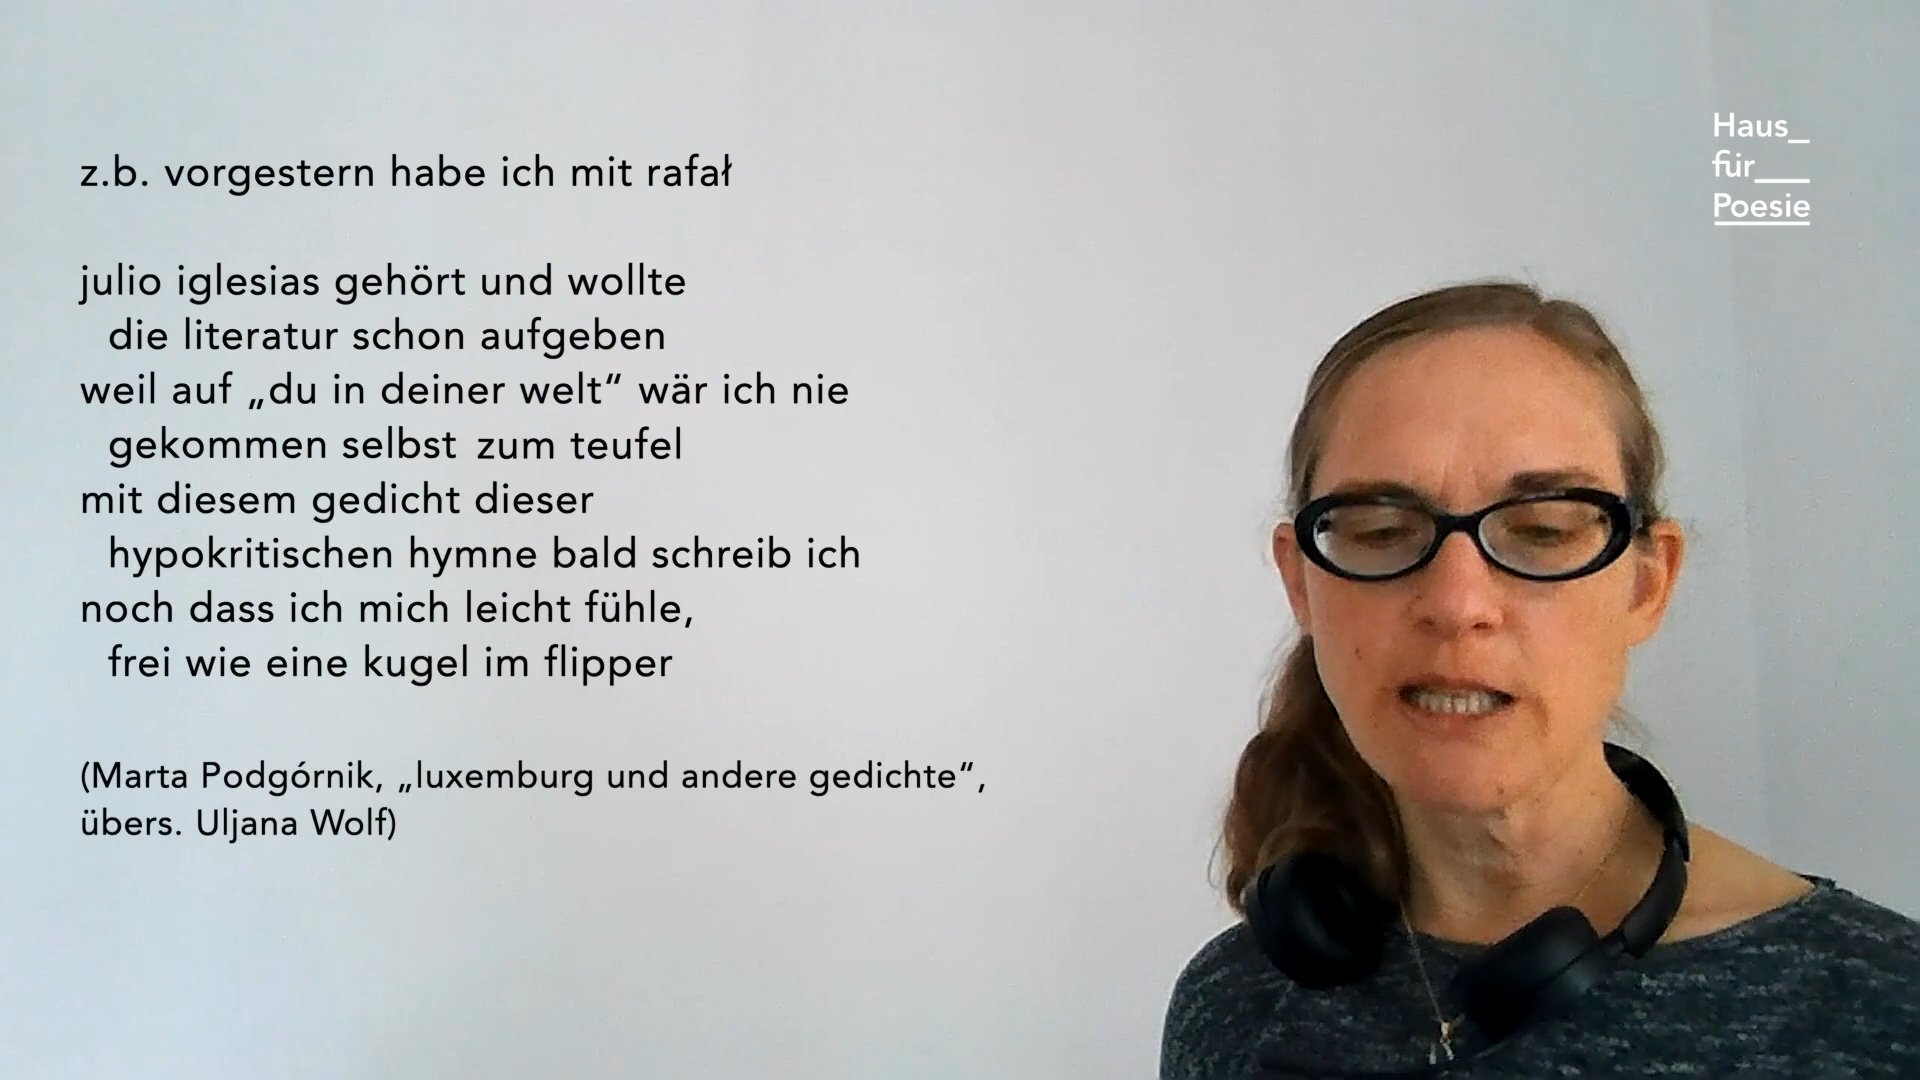 z.b. vorgestern habe ich mit rafał
julio iglesias gehört und wollte
die literatur schon aufgeben
weil auf „du in deiner welt“ wär ich nie
gekommen selbst zum teufel
mit diesem gedicht dieser
hypokritischen hymne bald schreib ich
noch dass ich mich leicht fühle,
frei wie eine kugel im flipper
(Marta Podgórnik, „luxemburg und andere gedichte“,
übers. Uljana Wolf)
Haus_
für___
Poesie